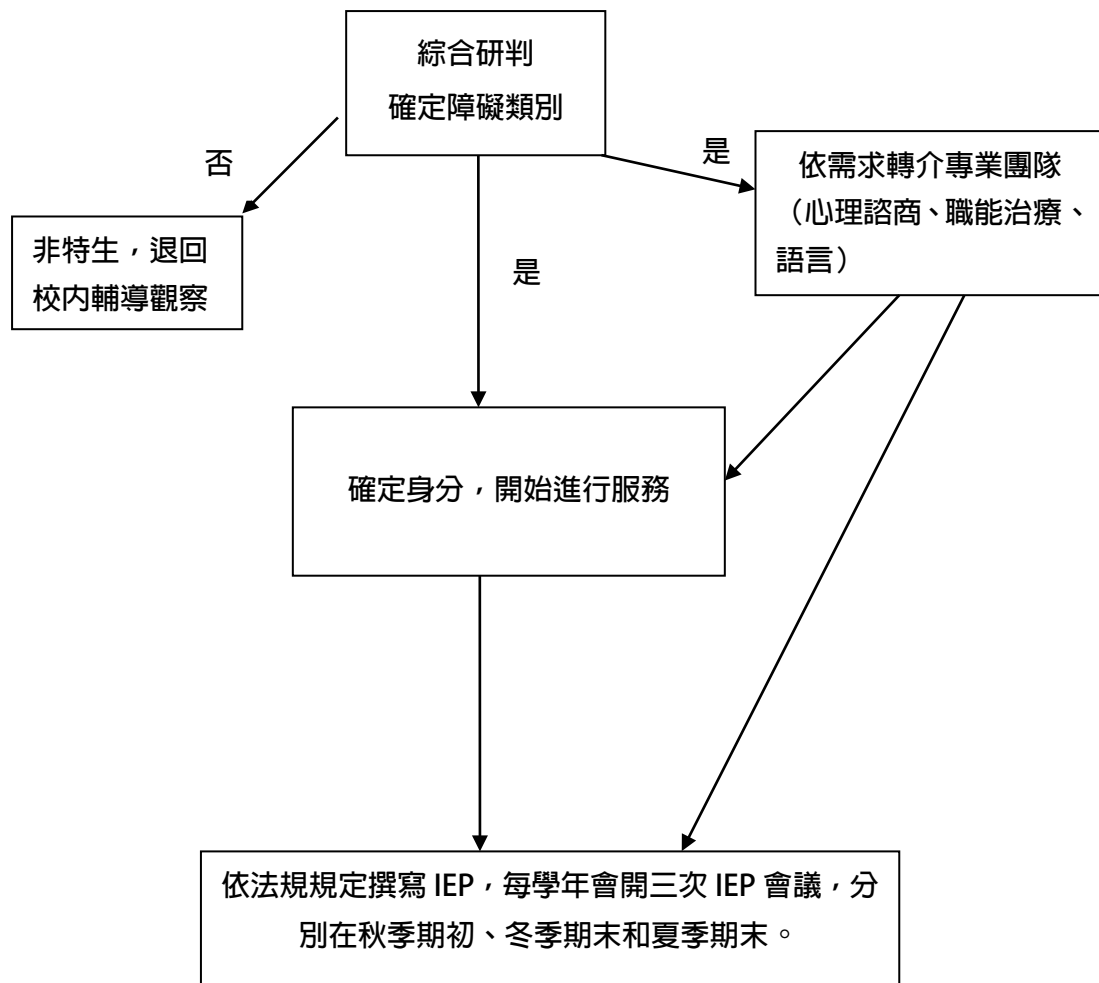 綜合研判
確定障礙類別
否
是
依需求轉介專業團隊
（心理諮商、職能治療、
語言）
非特生，退回
校內輔導觀察
是
確定身分，開始進行服務
依法規規定撰寫 IEP，每學年會開三次 IEP 會議，分
別在秋季期初、冬季期末和夏季期末。